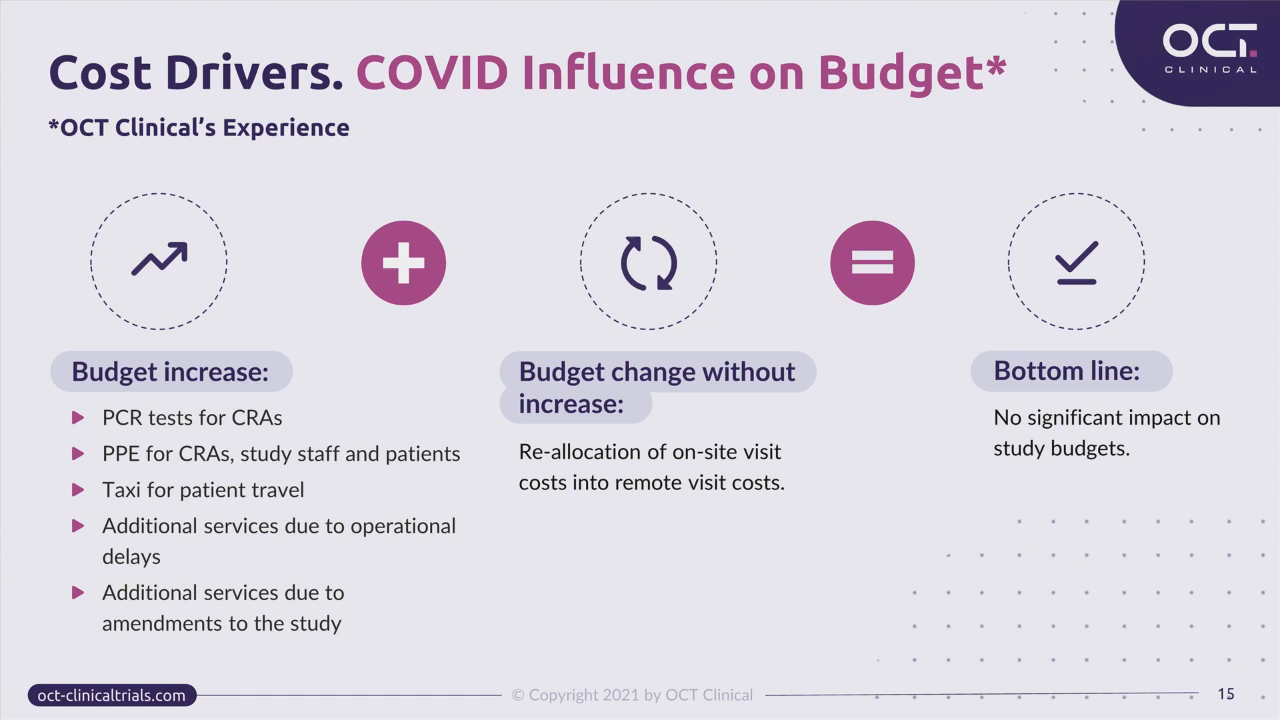 Cost Drivers. COVID Influence on Budget*
*OCT Clinical’s Experience
OCT.
CLINICAL
Budget increase:
PCR tests for CRAs
PPE for CRAs, study staff and patients
Taxi for patient travel
Additional services due to operational
delays
Additional services due to
amendments to the study
Budget change without
increase:
Re-allocation of on-site visit
costs into remote visit costs.
Bottom line:
No significant impact on
study budgets.
oct-clinicaltrials.com
© Copyright 2021 by OCT Clinical
15